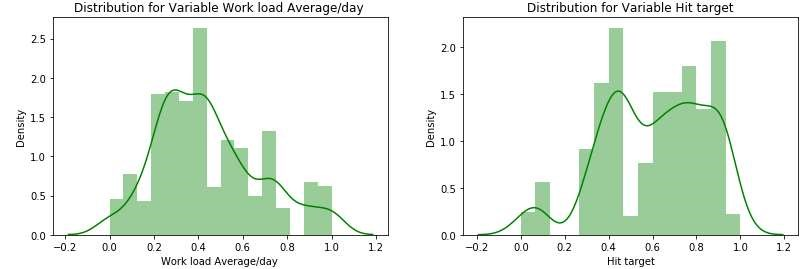 Distribution for Variable Work load Average/day
2.5
2.0
1.5
1.0
0.5
0.0
Density
−0.2 0.0 0.2 0.4 0.6 0.8 1.0 1.2
Work load Average/day
Distribution for Variable Hit target
2.0
1.5
1.0
0.5
0.0
Density
−0.2 0.0 0.2 0.4 0.6 0.8 1.0 1.2
Hit target